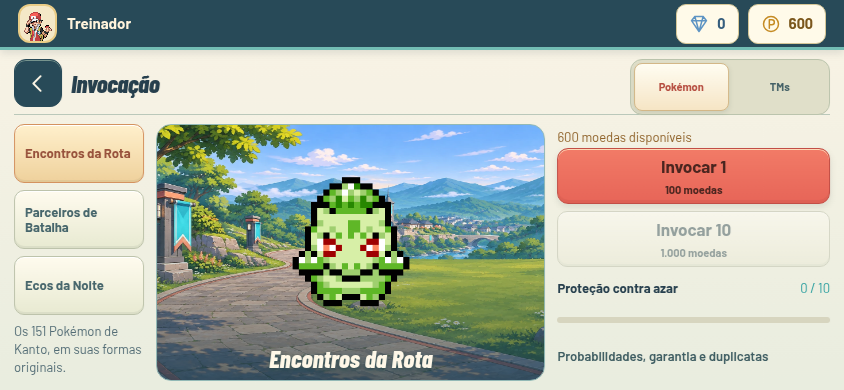 Treinador
0
600
Invocação
Pokémon
TMs
Encontros da Rota
Parceiros de
Batalha
Ecos da Noite
Os 151 Pokémon de
Kanto, em suas formas
originais.
Encontros da Rota
600 moedas disponíveis
Invocar 1
100 moedas
Invocar 10
1.000 moedas
Proteção contra azar
0 / 10
Probabilidades, garantia e duplicatas